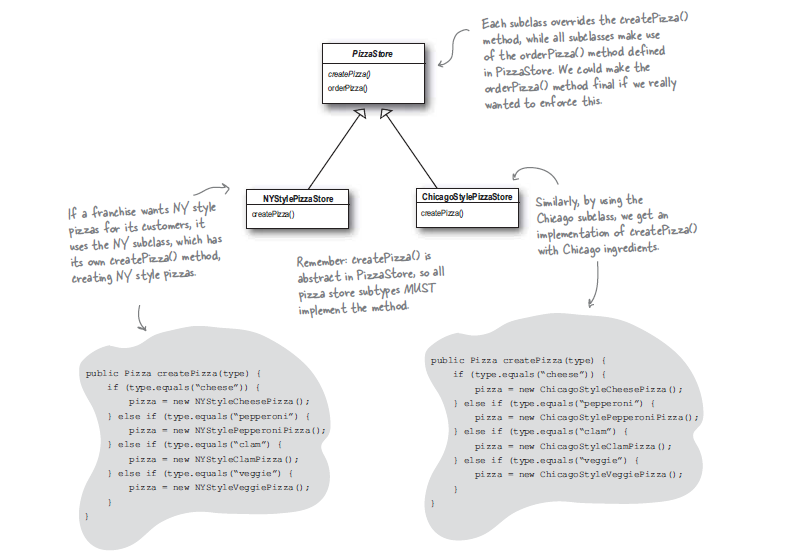 Each subclass overrides the createPizza()
method, while all subclasses make use
of the orderPizza() method defined
in PizzaStore. We could make the
orderPizza() method final if we really
wanted to enforce this.
PizzaStore
createPizza()
orderPizza()
NYStylePizzaStore
createPizza()
ChicagoStylePizzaStore
createPizza()
If a franchise wants NY style
pizzas for its customers, it
uses the NY subclass, which has
its own createPizza() method,
creating NY style pizzas.
Similarly, by using the
Chicago subclass, we get an
implementation of createPizza()
with Chicago ingredients.
Remember: createPizza() is
abstract in PizzaStore, so all
pizza store subtypes MUST
implement the method.
public Pizza createPizza(type) {
if (type.equals(“cheese”)) {
pizza = new NYStyleCheesePizza();
} else if (type.equals(“pepperoni”) {
pizza = new NYStylePepperoniPizza();
} else if (type.equals(“clam”) {
pizza = new NYStyleClamPizza();
} else if (type.equals(“veggie”) {
pizza = new NYStyleVeggiePizza();
}
}
public Pizza createPizza(type) {
if (type.equals(“cheese”)) {
pizza = new ChicagoStyleCheesePizza();
} else if (type.equals(“pepperoni”) {
pizza = new ChicagoStylePepperoniPizza();
} else if (type.equals(“clam”) {
pizza = new ChicagoStyleClamPizza();
} else if (type.equals(“veggie”) {
pizza = new ChicagoStyleVeggiePizza();
}
}